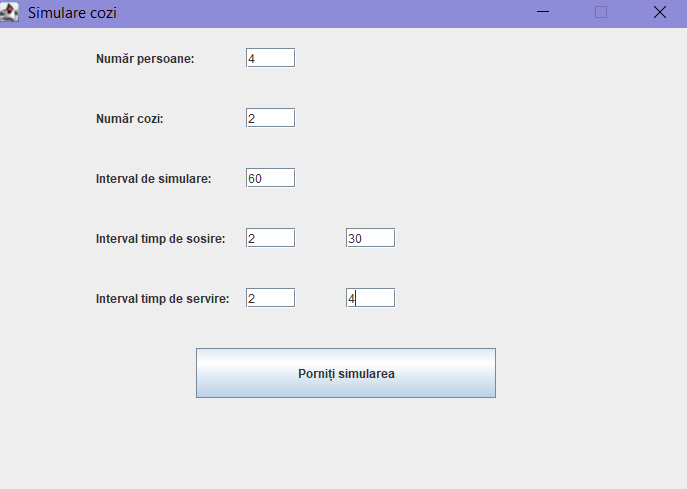 Simulare cozi
Număr persoane: 4
Număr cozi: 2
Interval de simulare: 60
Interval timp de sosire: 2 30
Interval timp de servire: 2 4
Porniți simularea